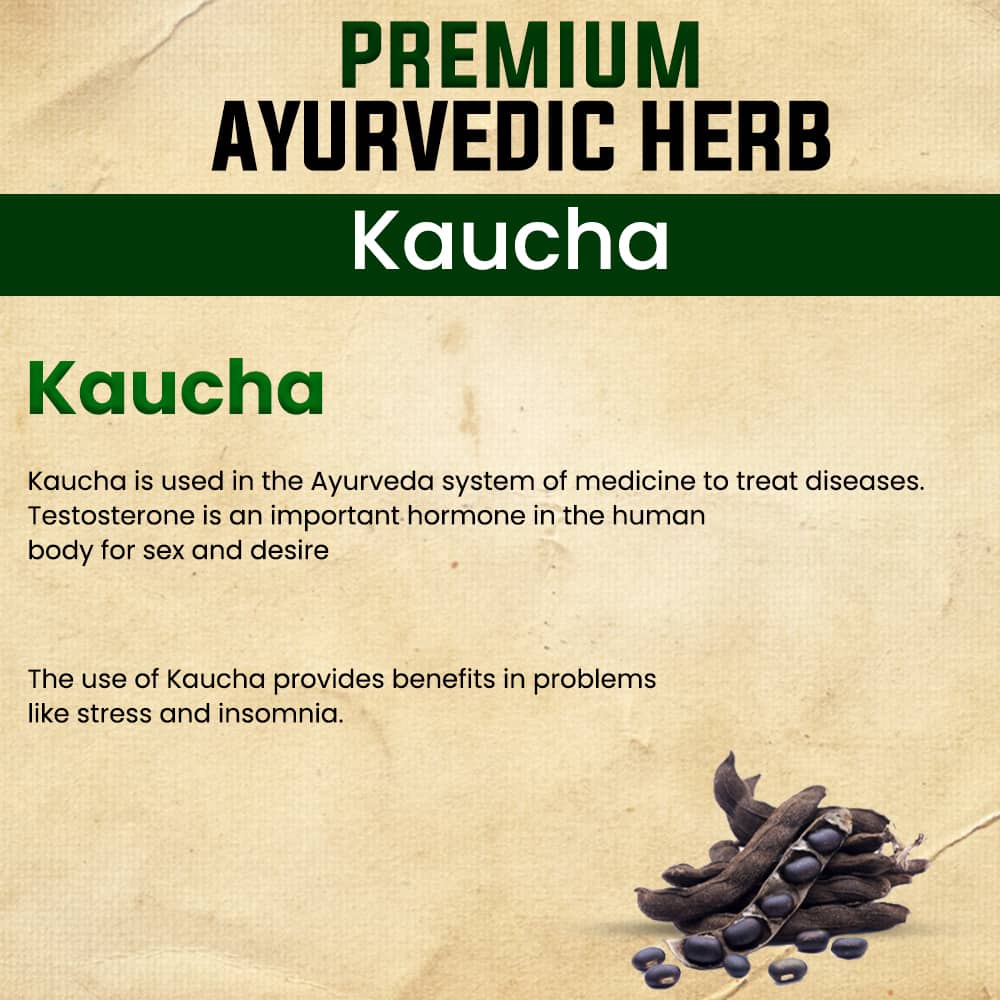 PREMIUM
AYURVEDIC HERB
Kaucha
Kaucha
Kaucha is used in the Ayurveda system of medicine to treat diseases.
Testosterone is an important hormone in the human
body for sex and desire
The use of Kaucha provides benefits in problems
like stress and insomnia.